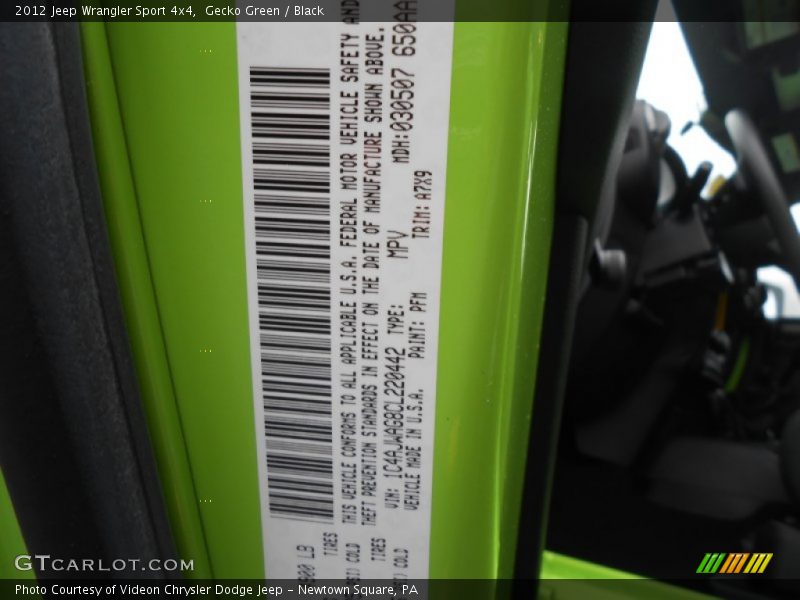 2012 Jeep Wrangler Sport 4x4,  Gecko Green / Black
THIS VEHICLE CONFORMS TO ALL APPLICABLE U.S.A. FEDERAL MOTOR VEHICLE SAFETY AND
THEFT PREVENTION STANDARDS IN EFFECT ON THE DATE OF MANUFACTURE SHOWN ABOVE.
VIN: 1C4AJWAG8CL220442 TYPE: MPV MDH:030507 650AA
VEHICLE MADE IN U.S.A. PAINT: PFM TRIM: A7X9
LB
TIRES
COLD
TIRES
COLD
GTCARLOT.COM
Photo Courtesy of Videon Chrysler Dodge Jeep – Newtown Square, PA